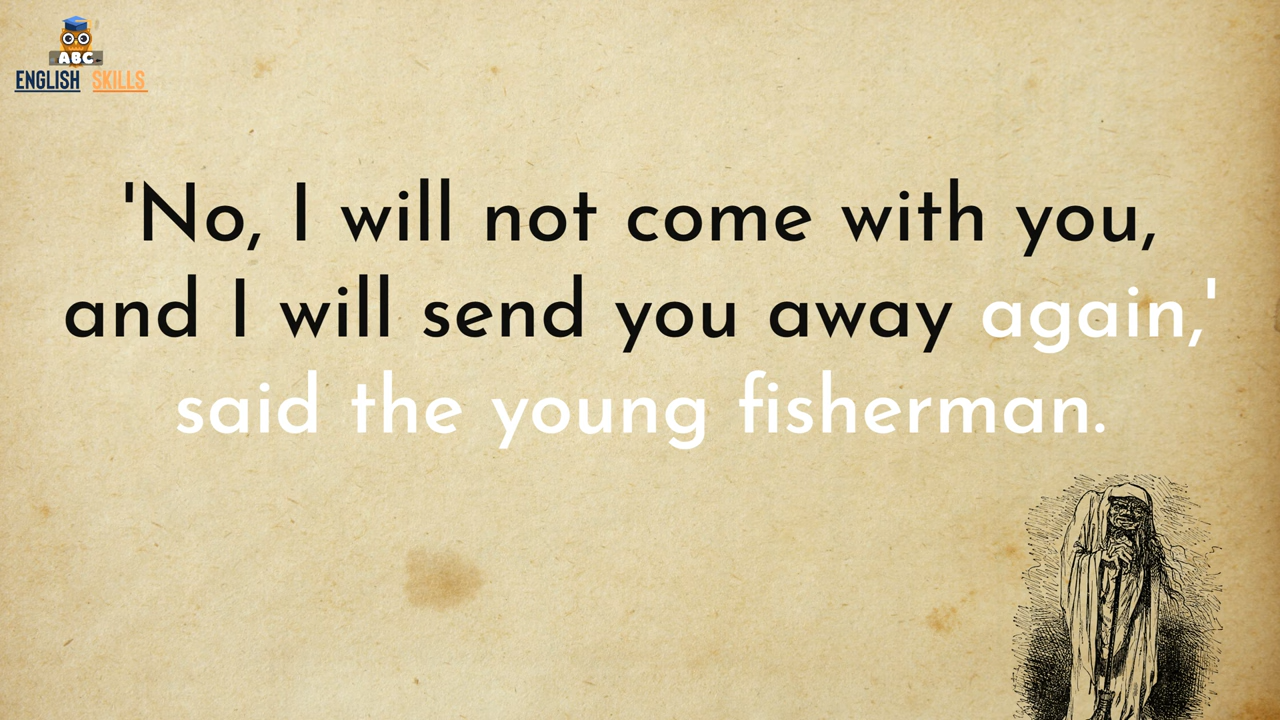 ABC
ENGLISH SKILLS
'No, I will not come with you,
and I will send you away again,'
said the young fisherman.